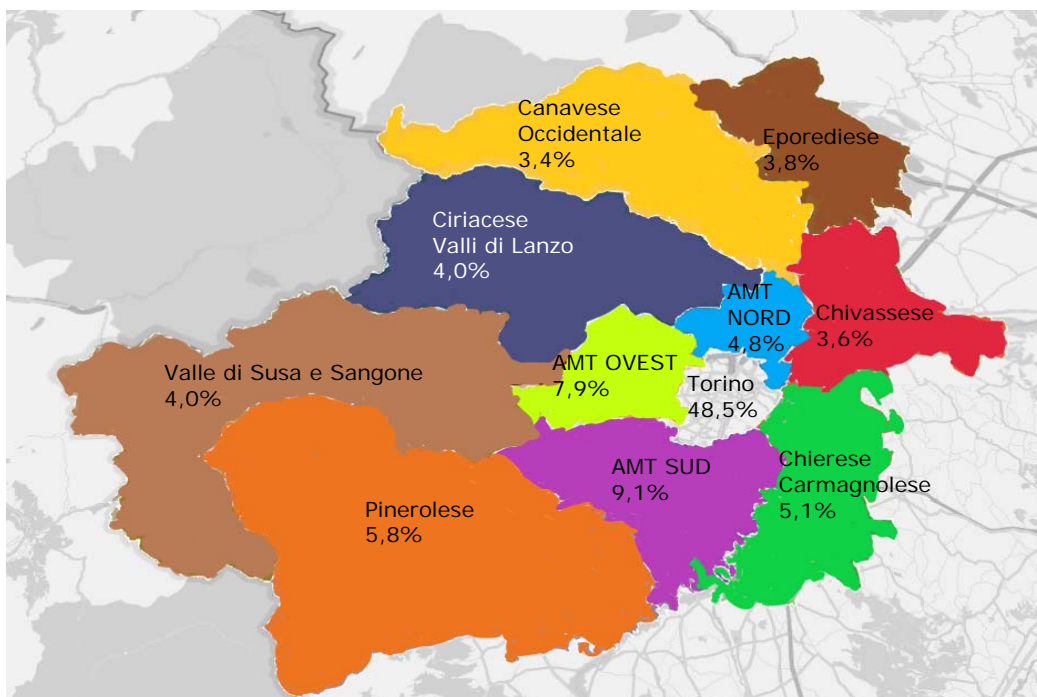 Canavese
Occidentale
3,4%
Eporediese
3,8%
Ciriacese
Valli di Lanzo
4,0%
AMT
NORD
4,8%
Chivassese
3,6%
Valle di Susa e Sangone
4,0%
AMT OVEST
7,9%
Torino
48,5%
AMT SUD
9,1%
Chierese
Carmagnolese
5,1%
Pinerolese
5,8%